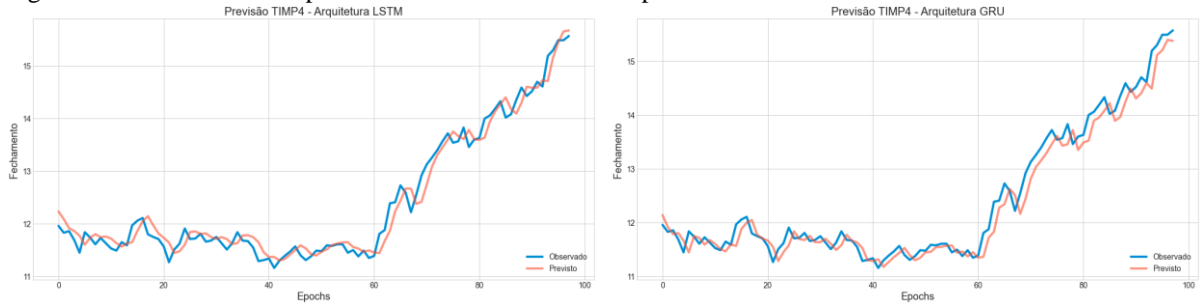 Previsão TIMP4 - Arquitetura LSTM
Fechamento
15
14
13
12
11
0
20
40
60
80
100
Epochs
Observado
Previsto
Previsão TIMP4 - Arquitetura GRU
Fechamento
15
14
13
12
11
0
20
40
60
80
100
Epochs
Observado
Previsto